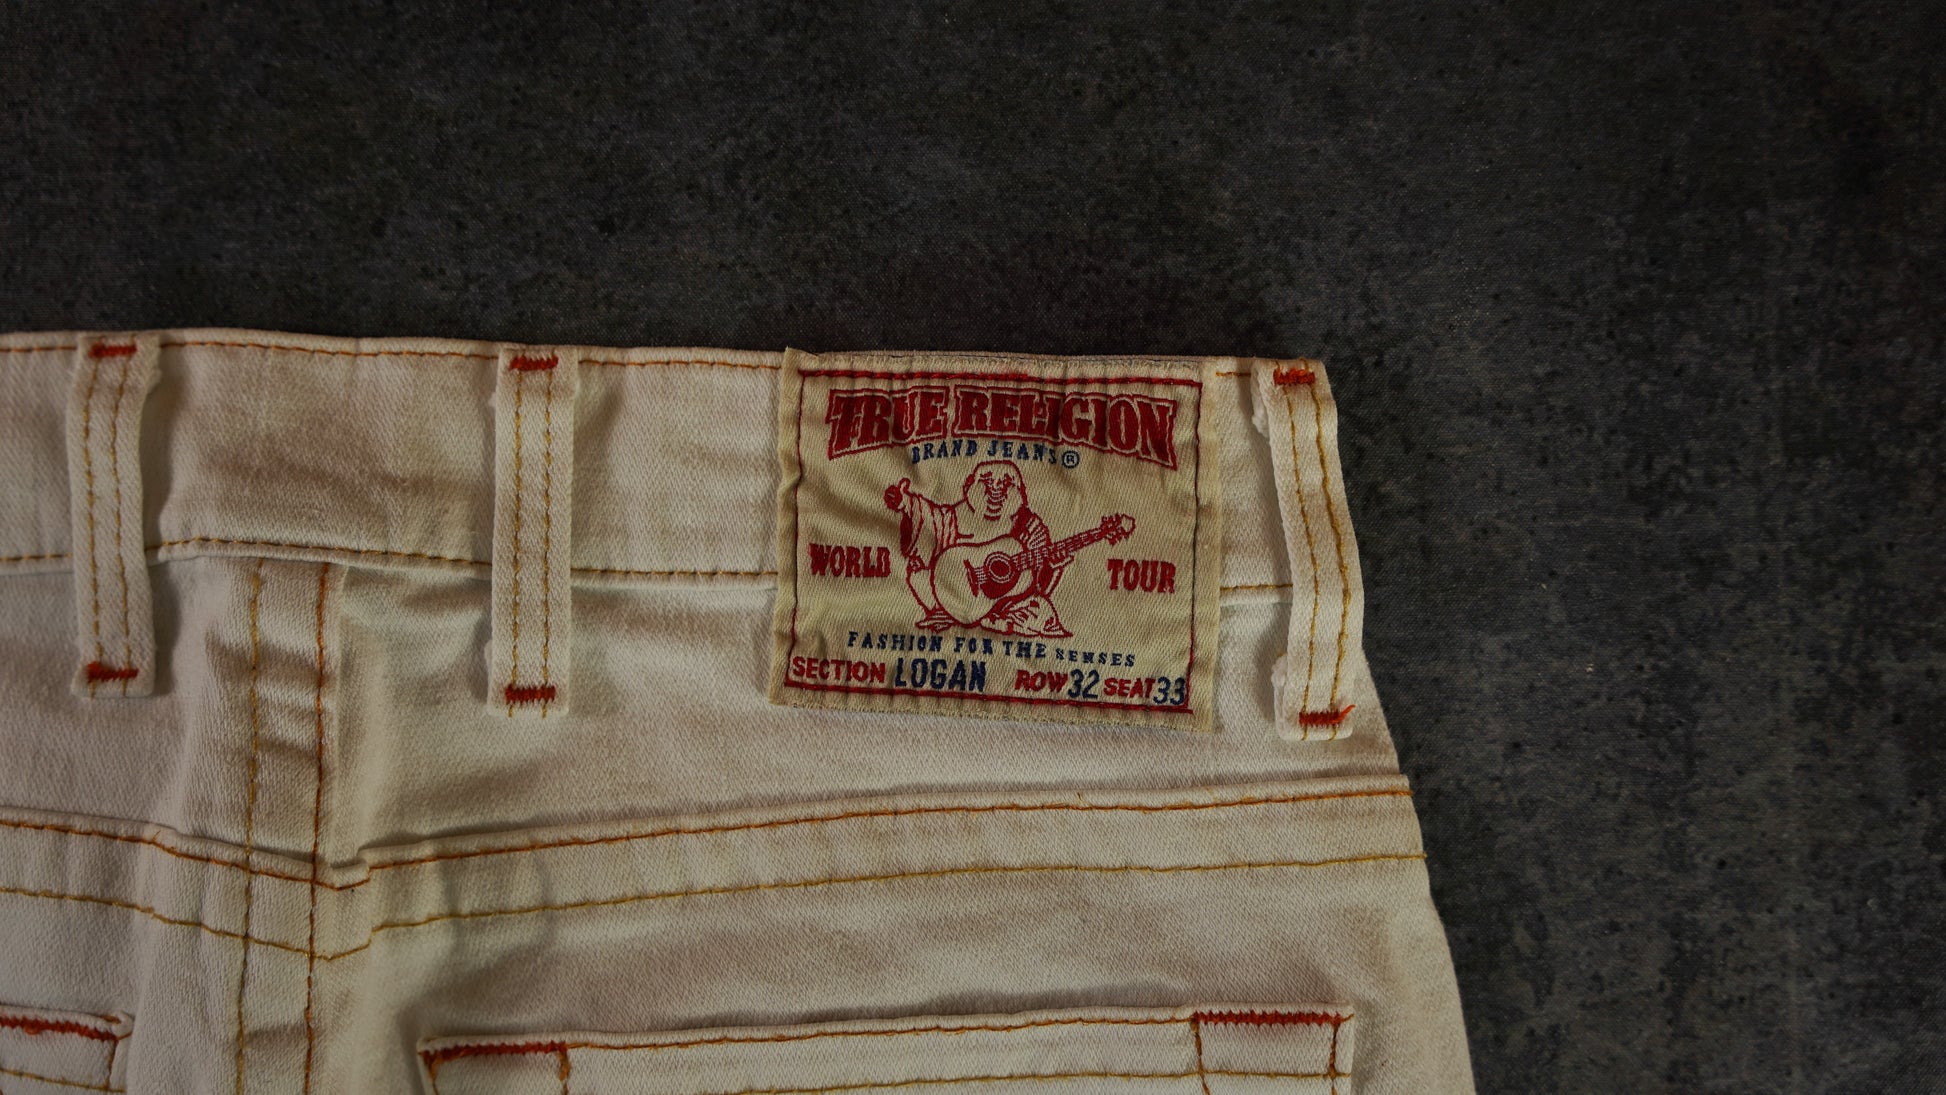 TRUE RELIGION
BRAND JEANS®
WORLD TOUR
FASHION FOR THE SENSES
SECTION LOGAN ROW 32 SEAT 33